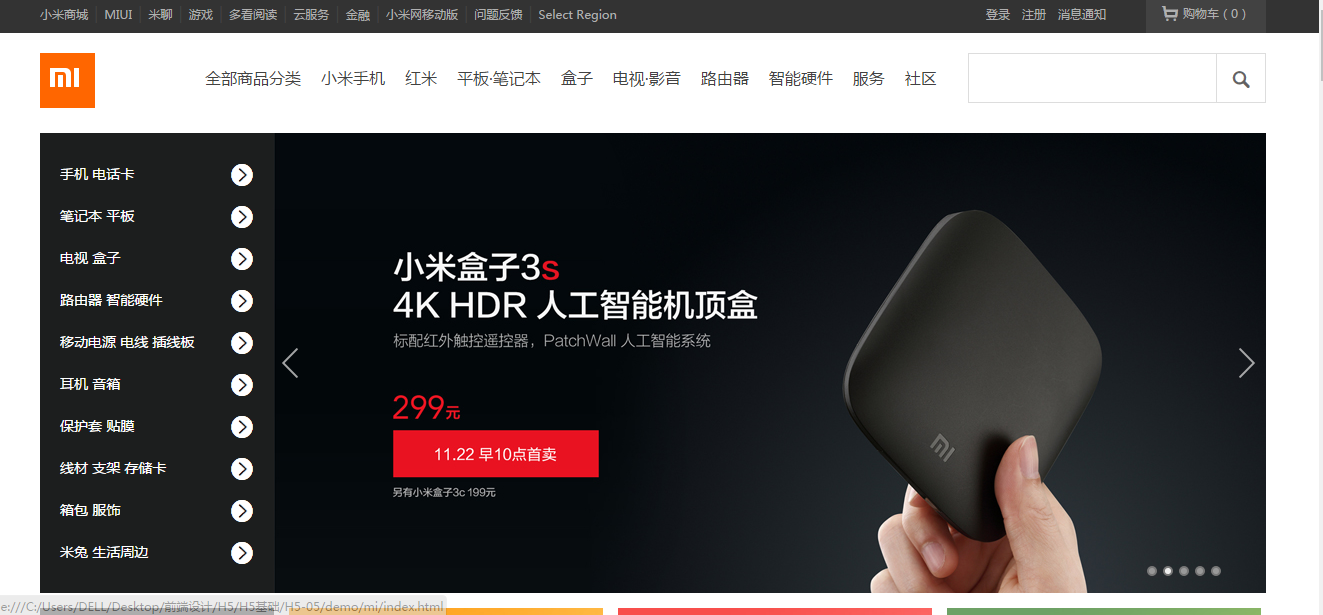 小米商城 MIUI 米聊 游戏 多看阅读 云服务 金融 小米网移动版 问题反馈 Select Region 登录 注册 消息通知 购物车 ( 0 )
MI 全部商品分类 小米手机 红米 平板·笔记本 盒子 电视·影音 路由器 智能硬件 服务 社区
手机 电话卡
笔记本 平板
电视 盒子
路由器 智能硬件
移动电源 电线 插线板
耳机 音箱
保护套 贴膜
线材 支架 存储卡
箱包 服饰
米兔 生活周边
小米盒子3s
4K HDR 人工智能机顶盒
标配红外触控遥控器，PatchWall 人工智能系统
299元
11.22 早10点首卖
另有小米盒子3c 199元
MI
e:///C:/Users/DELL/Desktop/前端设计/H5/H5基础/H5-05/demo/mi/index.html